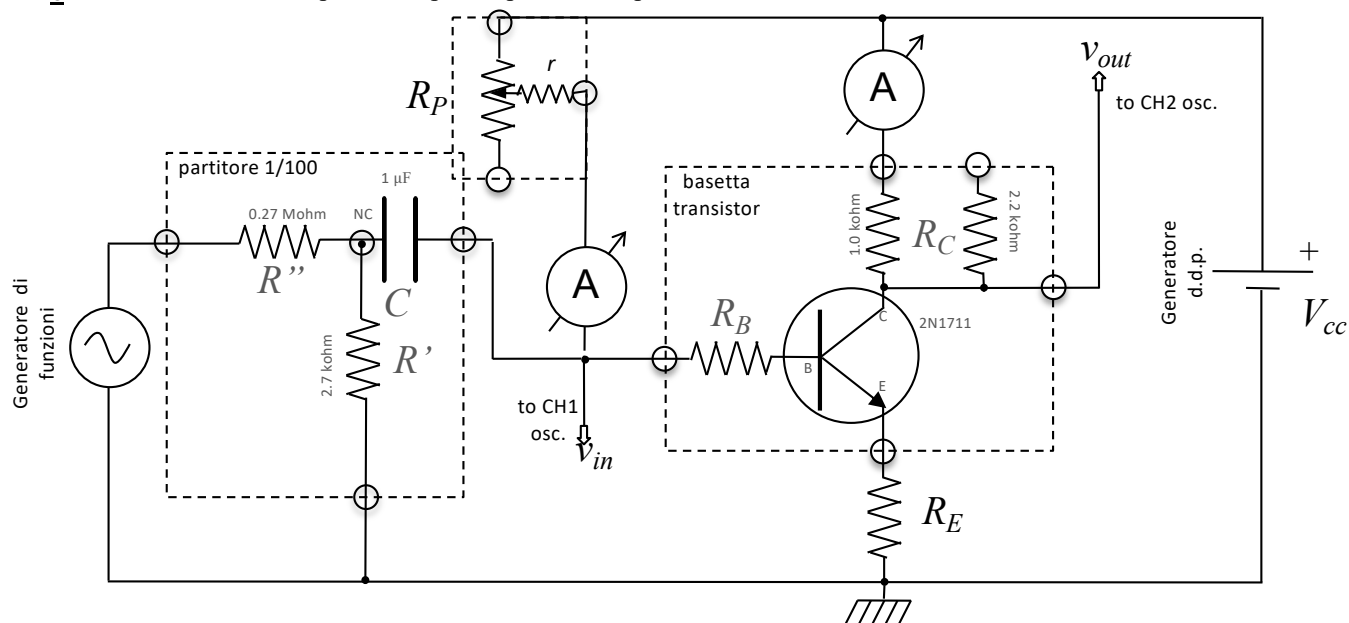 r
R_P
A
v_out
to CH2 osc.
partitore 1/100
1 µF
0.27 Mohm
NC
R''
C
2.7 kohm
R'
Generatore di
funzioni
A
to CH1
osc.
v_in
basetta
transistor
1.0 kohm
R_C
2.2 kohm
R_B
B
C
E
2N1711
R_E
Generatore
d.d.p.
+
V_cc